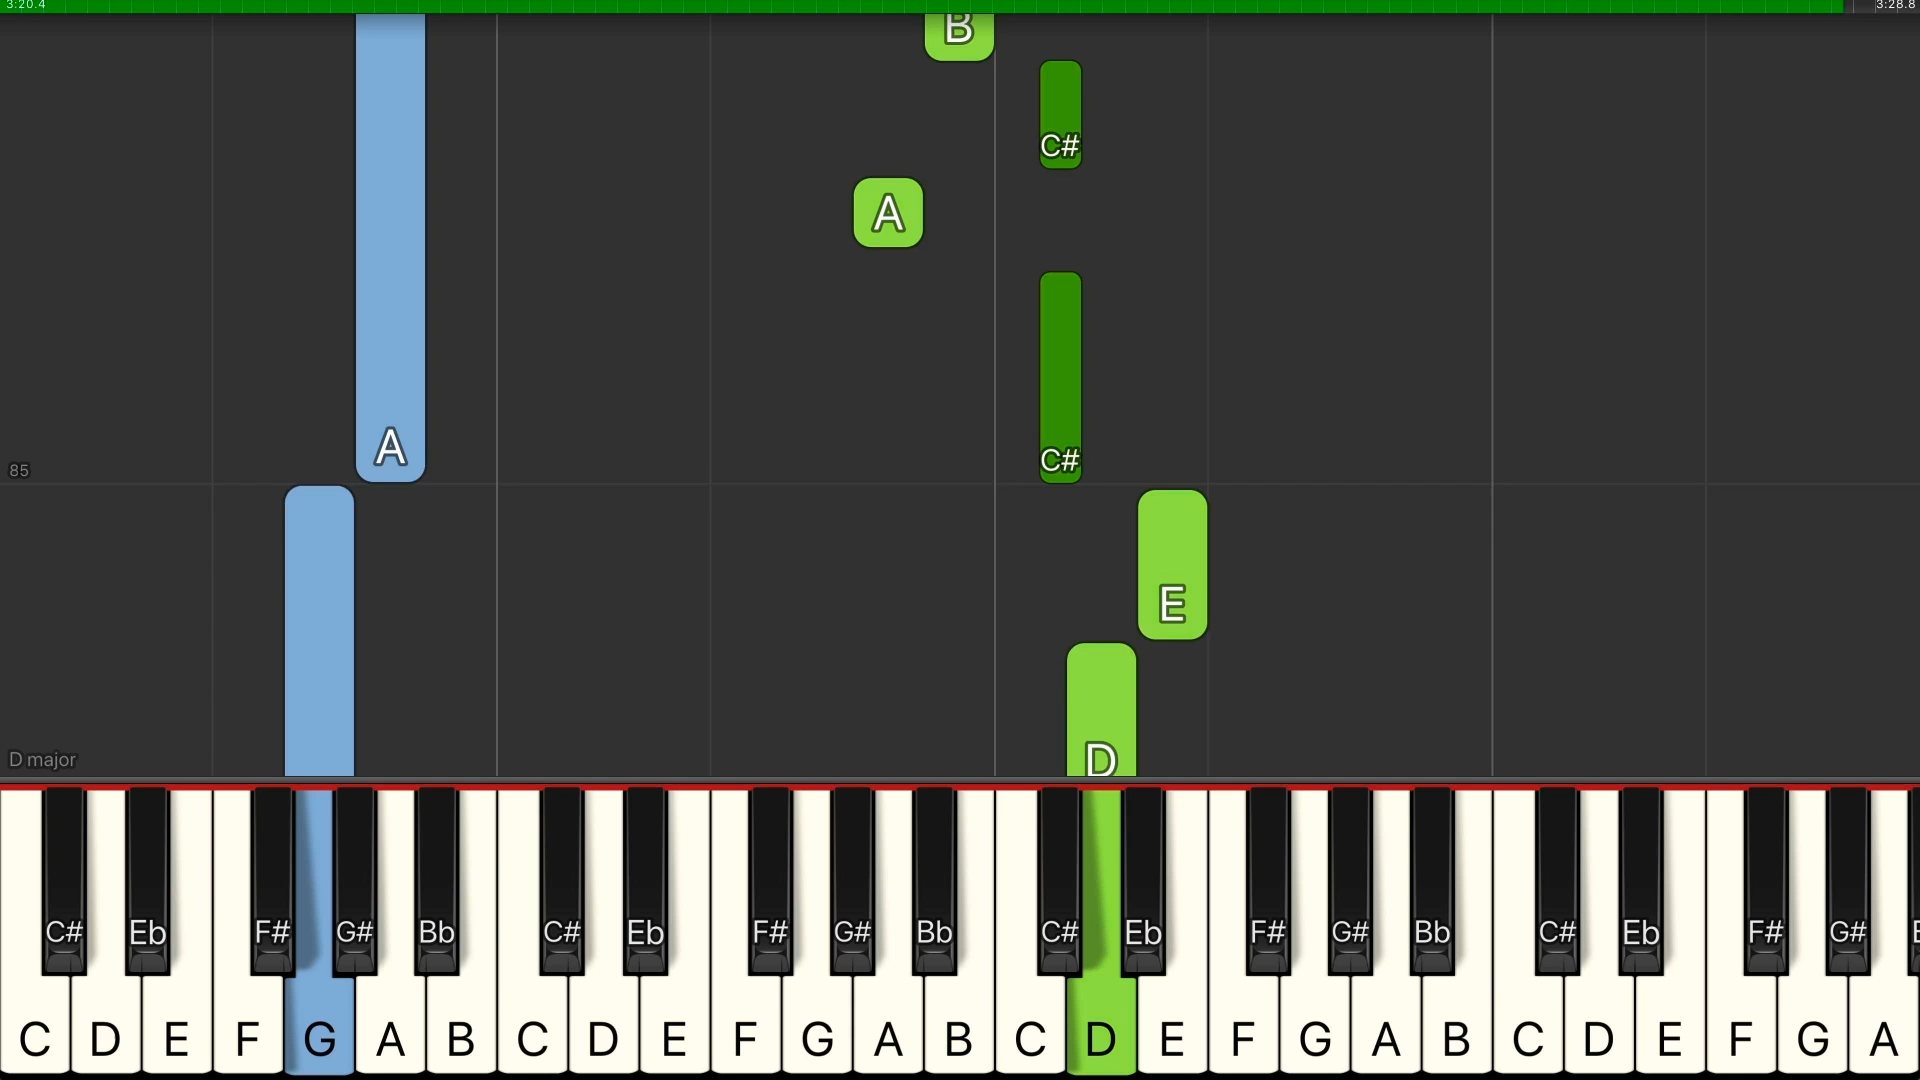 3:20.4 3:28.8
B
C#
A
A
C#
85
E
D
D major
C# Eb F# G# Bb C# Eb F# G# Bb C# Eb F# G# Bb C# Eb F# G#
C D E F G A B C D E F G A B C D E F G A B C D E F G A